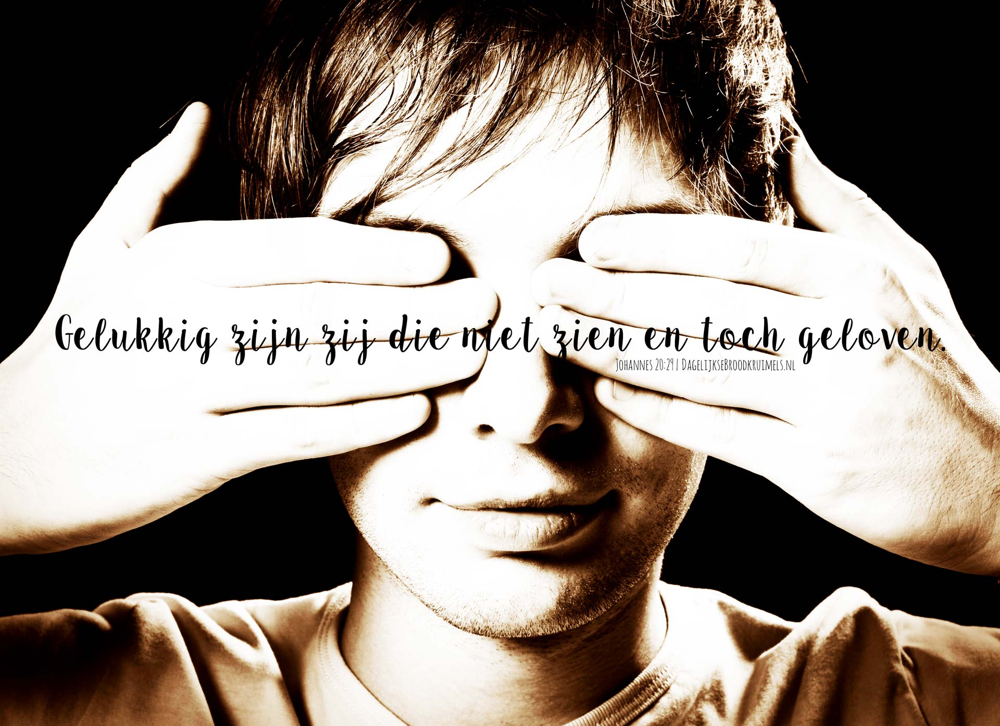 Gelukkig zijn zij die niet zien en toch geloven.
Johannes 20:29 | DagelijkseBroodkruimels.nl